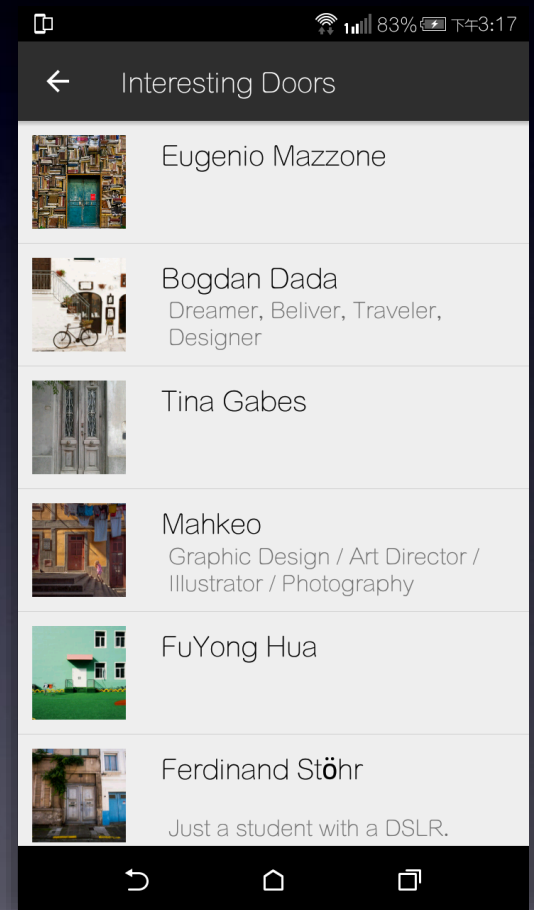 83% 下午3:17
Interesting Doors
Eugenio Mazzone
Bogdan Dada
Dreamer, Beliver, Traveler,
Designer
Tina Gabes
Mahkeo
Graphic Design / Art Director /
Illustrator / Photography
FuYong Hua
Ferdinand Stöhr
Just a student with a DSLR.